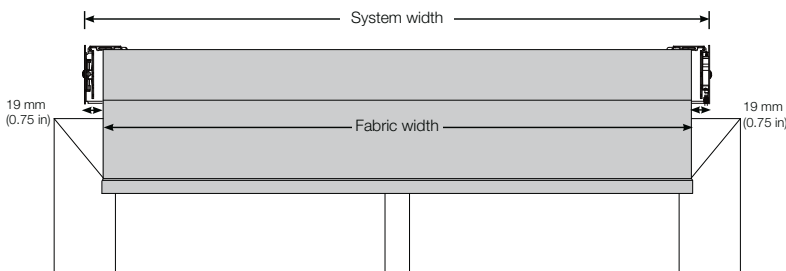 System width
19 mm
(0.75 in)
19 mm
(0.75 in)
Fabric width